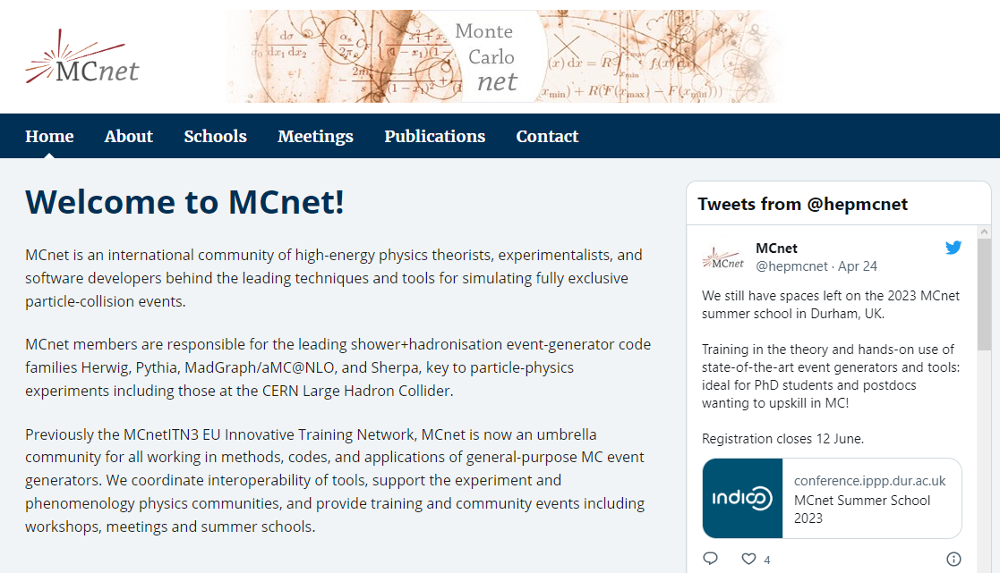 MCnet
Monte
Carlo
net
Home About Schools Meetings Publications Contact
Welcome to MCnet!
MCnet is an international community of high-energy physics theorists, experimentalists, and
software developers behind the leading techniques and tools for simulating fully exclusive
particle-collision events.
MCnet members are responsible for the leading shower+hadronisation event-generator code
families Herwig, Pythia, MadGraph/aMC@NLO, and Sherpa, key to particle-physics
experiments including those at the CERN Large Hadron Collider.
Previously the MCnetITN3 EU Innovative Training Network, MCnet is now an umbrella
community for all working in methods, codes, and applications of general-purpose MC event
generators. We coordinate interoperability of tools, support the experiment and
phenomenology physics communities, and provide training and community events including
workshops, meetings and summer schools.
Tweets from @hepmcnet
MCnet
MCnet
@hepmcnet · Apr 24
We still have spaces left on the 2023 MCnet
summer school in Durham, UK.
Training in the theory and hands-on use of
state-of-the-art event generators and tools:
ideal for PhD students and postdocs
wanting to upskill in MC!
Registration closes 12 June.
indico
conference.ippp.dur.ac.uk
MCnet Summer School
2023
4